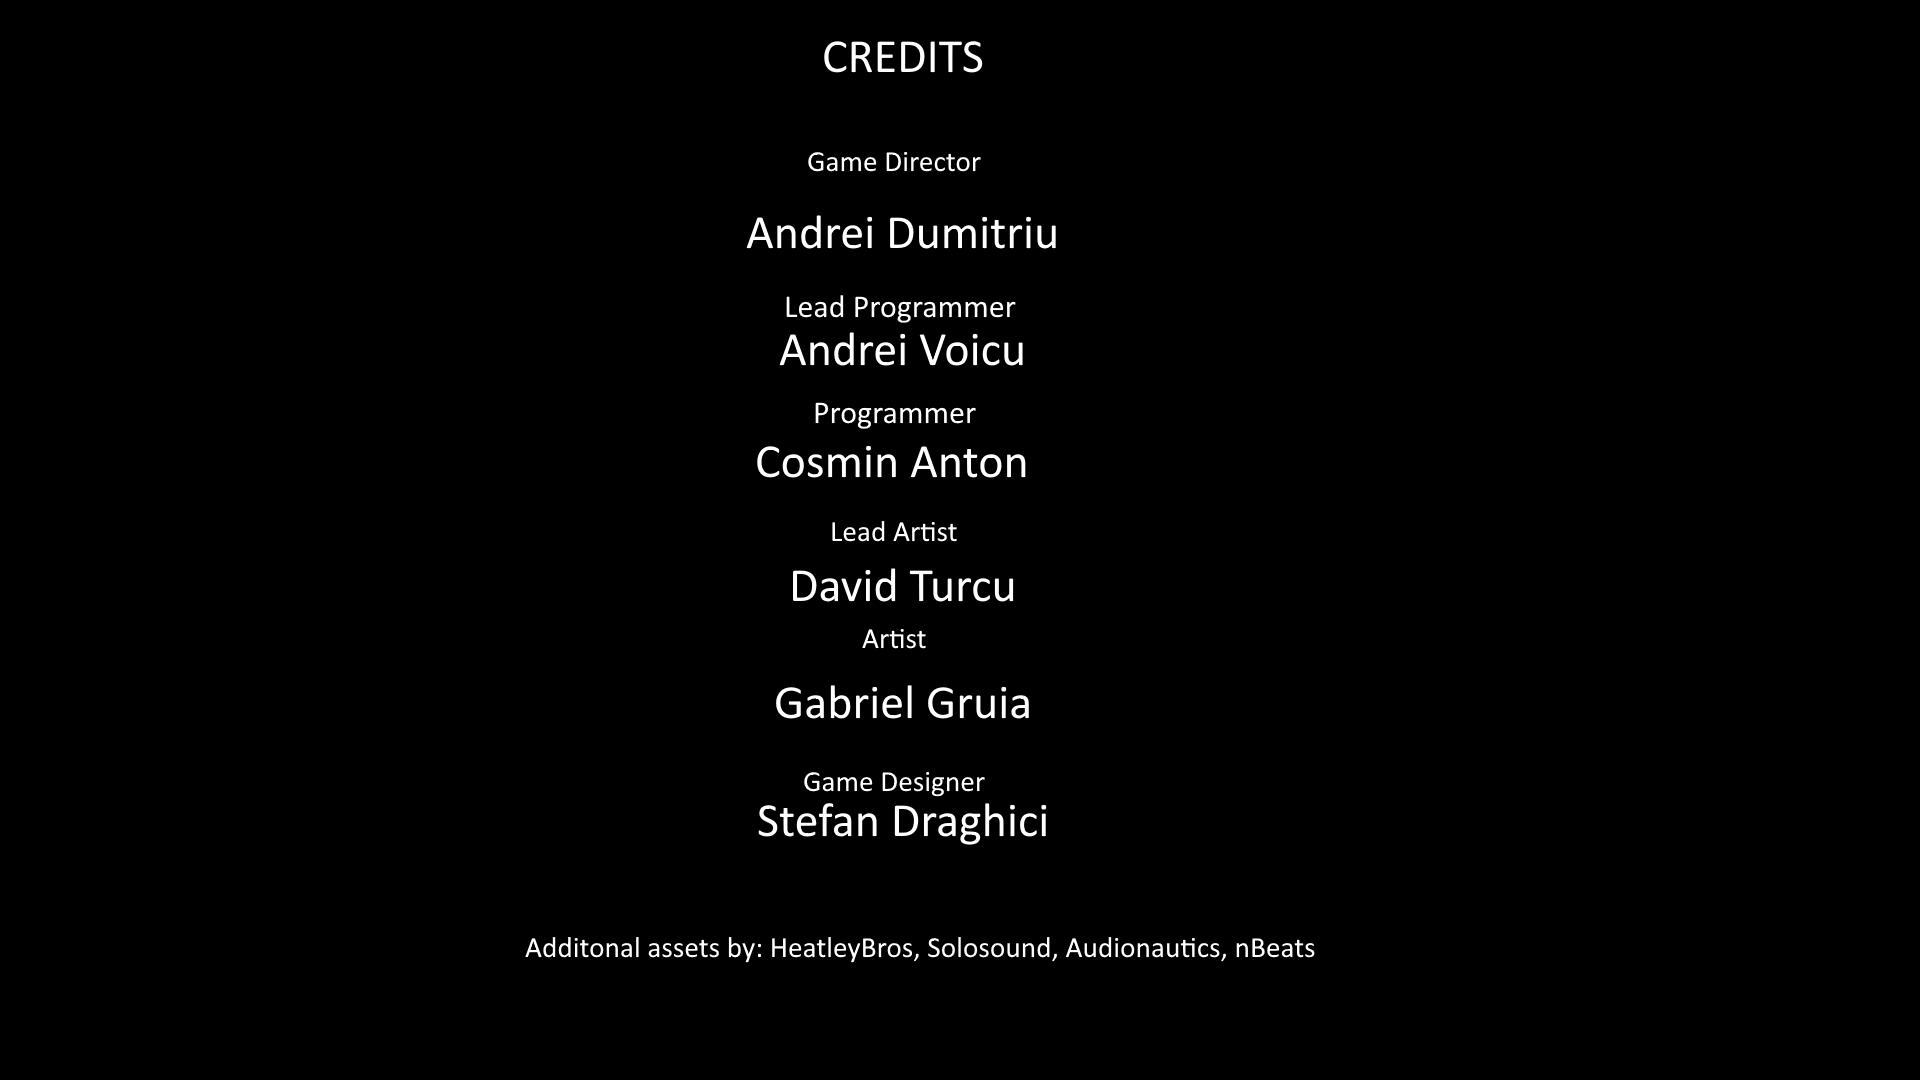 CREDITS
Game Director
Andrei Dumitriu
Lead Programmer
Andrei Voicu
Programmer
Cosmin Anton
Lead Artist
David Turcu
Artist
Gabriel Gruia
Game Designer
Stefan Draghici
Additonal assets by: HeatleyBros, Solosound, Audionautics, nBeats